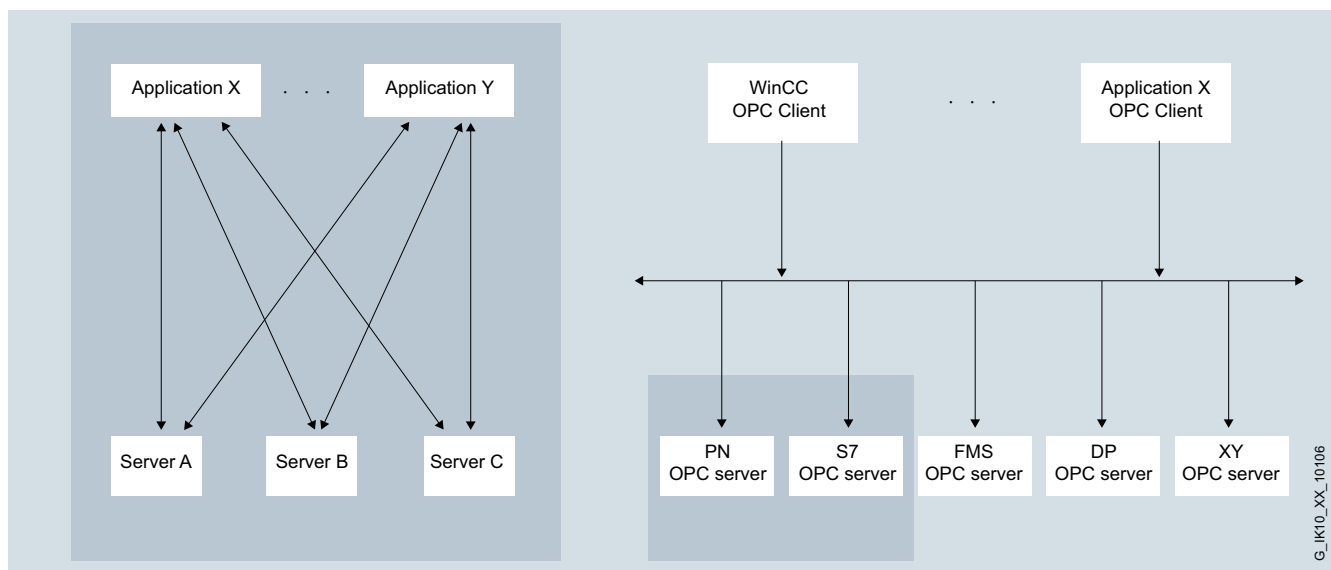 Application X
. . .
Application Y
Server A
Server B
Server C
WinCC
OPC Client
. . .
Application X
OPC Client
PN
OPC server
S7
OPC server
FMS
OPC server
DP
OPC server
XY
OPC server
G_IK10_XX_10106